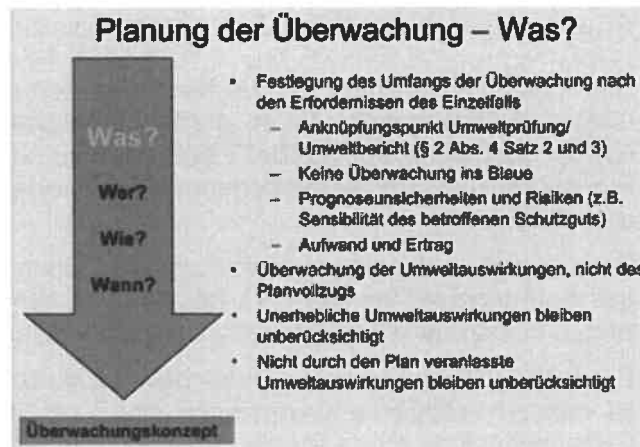 Planung der Überwachung – Was?
Was?
Wer?
Wie?
Wann?
Überwachungskonzept
• Festlegung des Umfangs der Überwachung nach
den Erfordernissen des Einzelfalls
– Anknüpfungspunkt Umweltprüfung/
Umweltbericht (§ 2 Abs. 4 Satz 2 und 3)
– Keine Überwachung ins Blaue
– Prognoseunsicherheiten und Risiken (z.B.
Sensibilität des betroffenen Schutzguts)
– Aufwand und Ertrag
• Überwachung der Umweltauswirkungen, nicht des
Planvollzugs
• Unerhebliche Umweltauswirkungen bleiben
unberücksichtigt
• Nicht durch den Plan veranlasste
Umweltauswirkungen bleiben unberücksichtigt